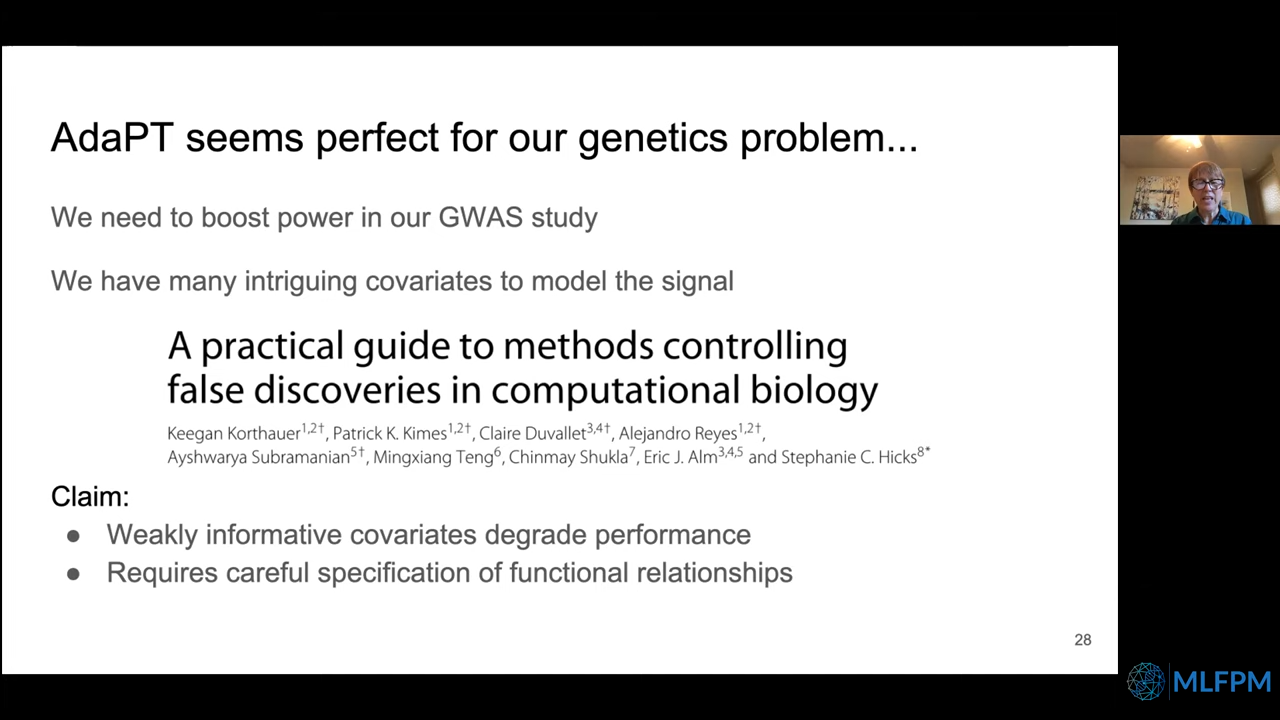 AdaPT seems perfect for our genetics problem...
We need to boost power in our GWAS study
We have many intriguing covariates to model the signal
A practical guide to methods controlling
false discoveries in computational biology
Keegan Korthauer1,2†, Patrick K. Kimes1,2†, Claire Duvallet3,4†, Alejandro Reyes1,2†,
Ayshwarya Subramanian5†, Mingxiang Teng6, Chinmay Shukla7, Eric J. Alm3,4,5 and Stephanie C. Hicks8*
Claim:
● Weakly informative covariates degrade performance
● Requires careful specification of functional relationships
28
MLFPM